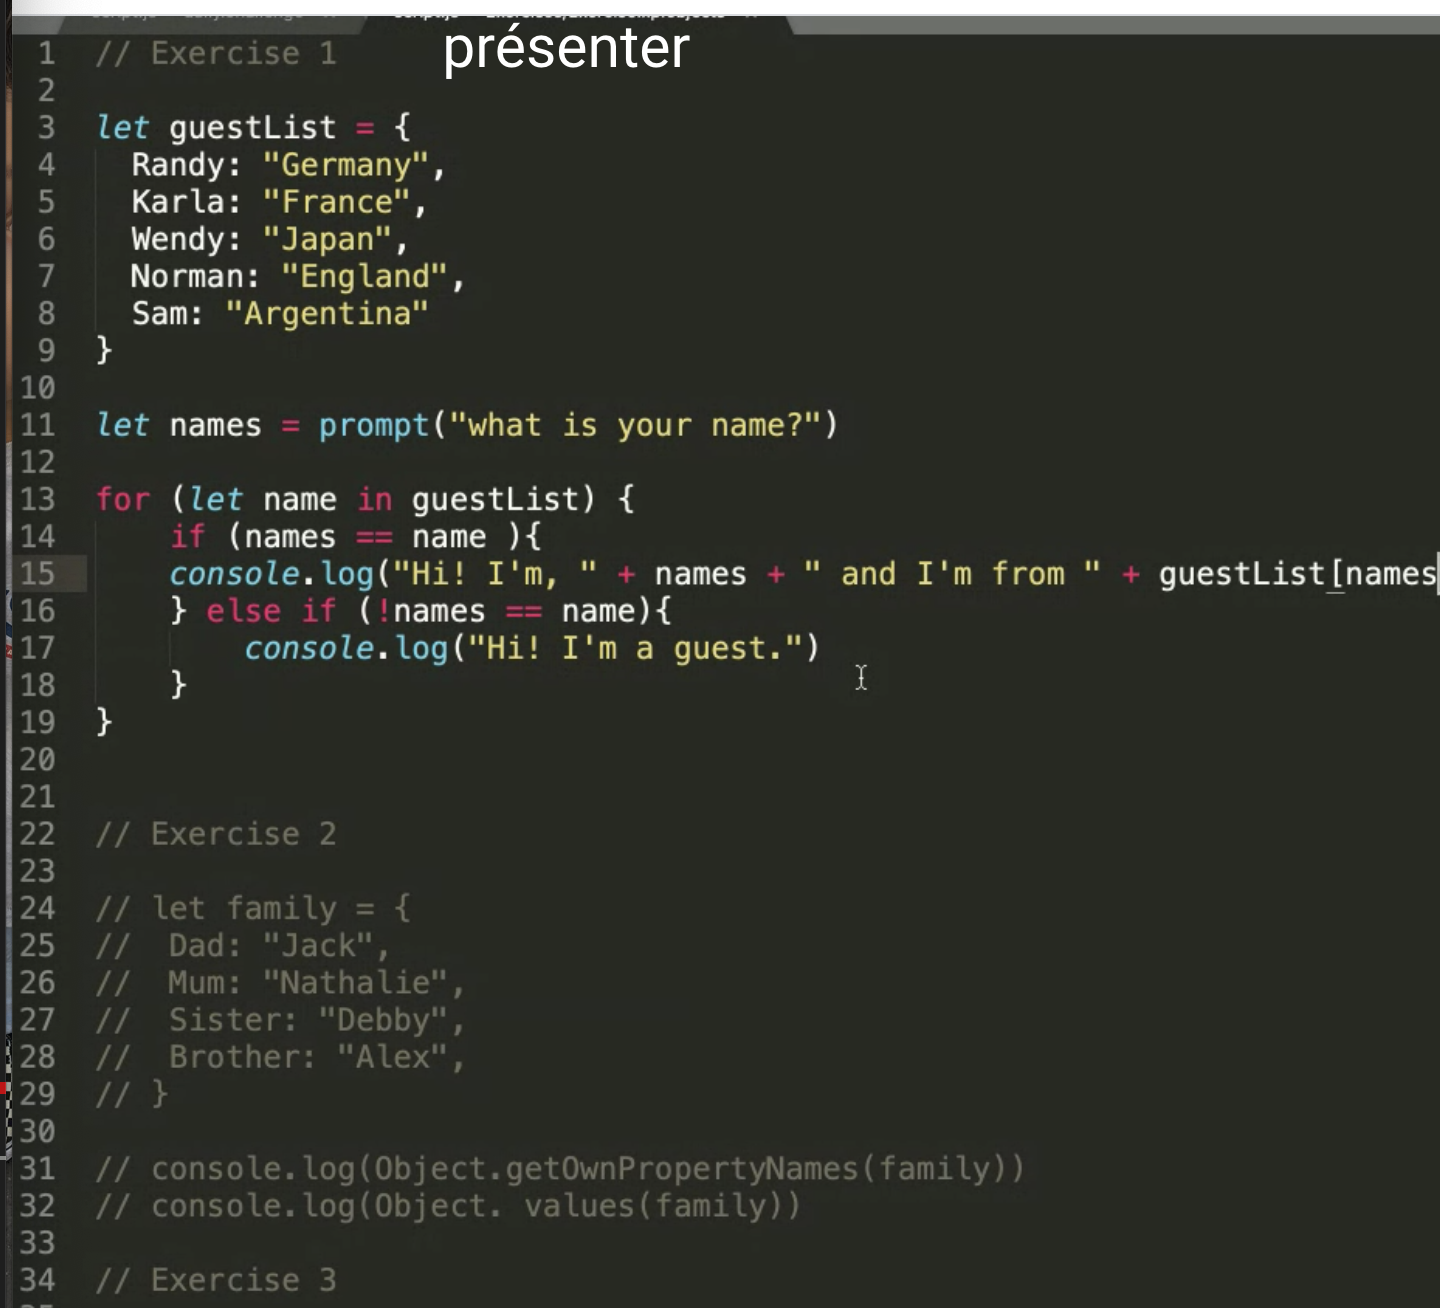 présenter
1 // Exercise 1
2
3 let guestList = {
4 Randy: "Germany",
5 Karla: "France",
6 Wendy: "Japan",
7 Norman: "England",
8 Sam: "Argentina"
9 }
10
11 let names = prompt("what is your name?")
12
13 for (let name in guestList) {
14 if (names == name ){
15 console.log("Hi! I'm, " + names + " and I'm from " + guestList[names
16 } else if (!names == name){
17 console.log("Hi! I'm a guest.")
18 }
19 }
20
21
22 // Exercise 2
23
24 // let family = {
25 // Dad: "Jack",
26 // Mum: "Nathalie",
27 // Sister: "Debby",
28 // Brother: "Alex",
29 // }
30
31 // console.log(Object.getOwnPropertyNames(family))
32 // console.log(Object. values(family))
33
34 // Exercise 3